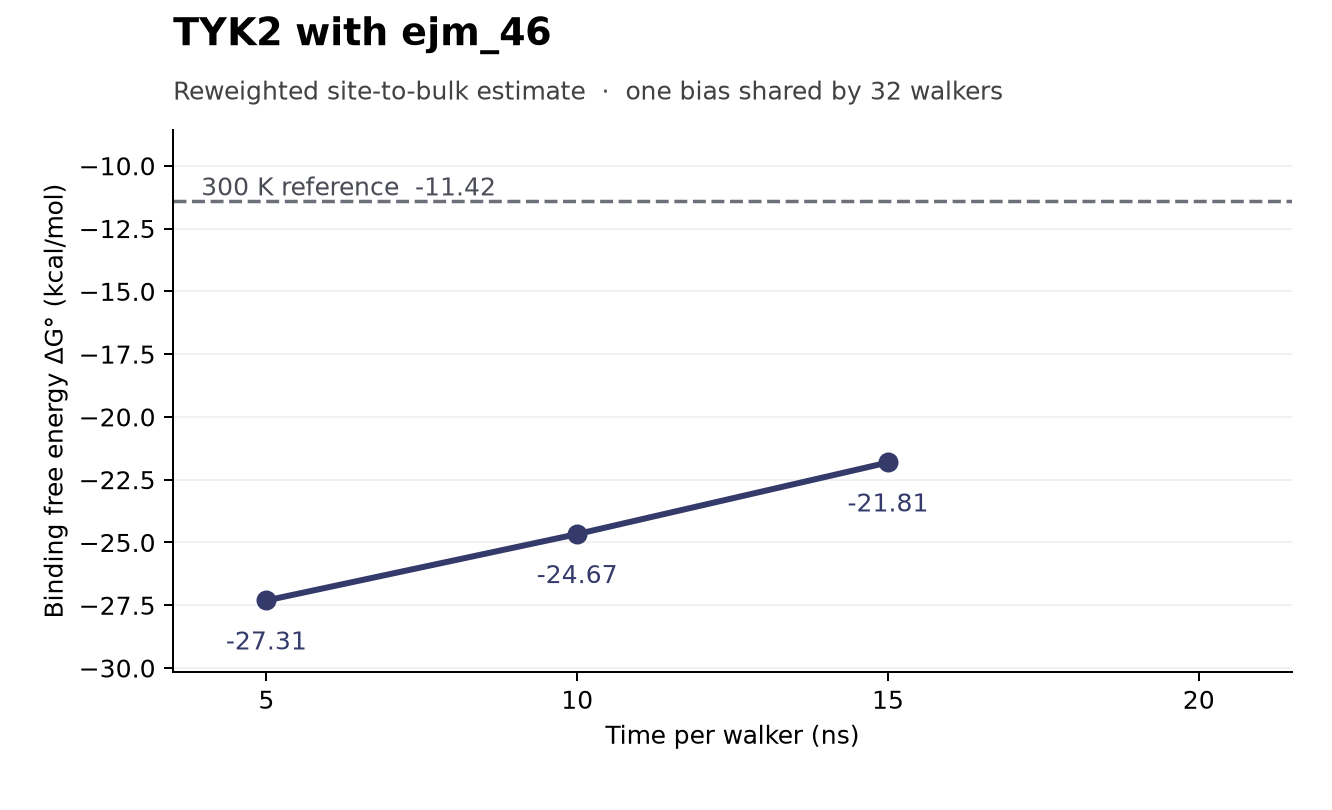 TYK2 with ejm_46
Reweighted site-to-bulk estimate · one bias shared by 32 walkers
Binding free energy ΔG° (kcal/mol)
−10.0
300 K reference -11.42
−12.5
−15.0
−17.5
−20.0
−22.5
-21.81
−25.0
-24.67
−27.5
-27.31
−30.0
5 10 15 20
Time per walker (ns)